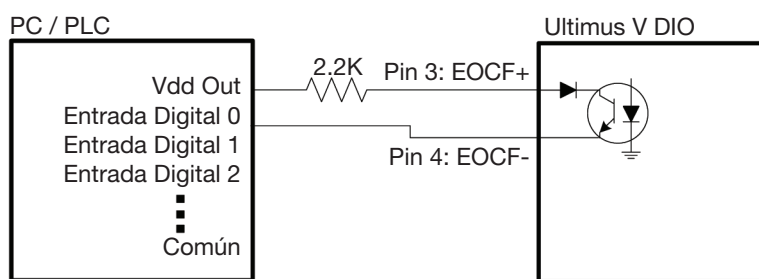 PC / PLC
Ultimus V DIO
2.2K
Pin 3: EOCF+
Vdd Out
Entrada Digital 0
Entrada Digital 1
Pin 4: EOCF-
Entrada Digital 2
Común